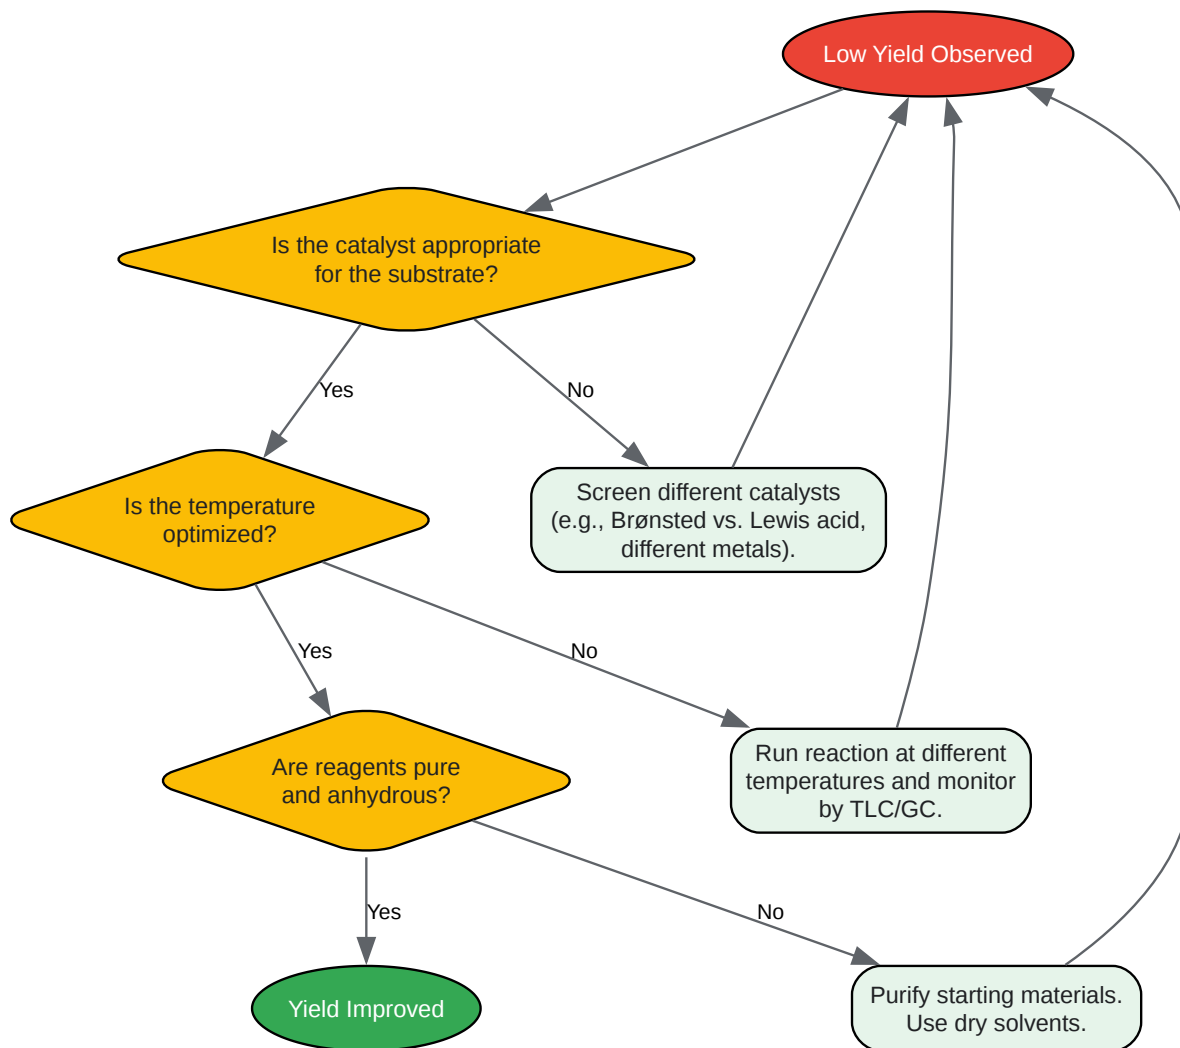 Low Yield Observed
Is the catalyst appropriate
for the substrate?
Yes
No
Is the temperature
optimized?
Screen different catalysts
(e.g., Brønsted vs. Lewis acid,
different metals).
Yes
No
Are reagents pure
and anhydrous?
Run reaction at different
temperatures and monitor
by TLC/GC.
Yes
No
Yield Improved
Purify starting materials.
Use dry solvents.